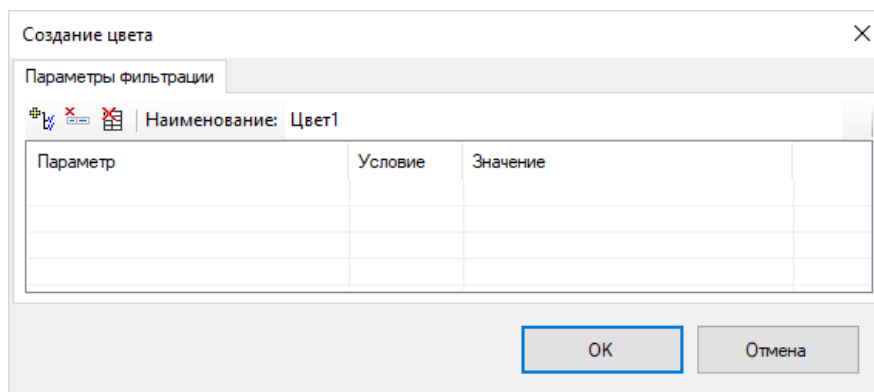 Создание цвета
Параметры фильтрации
Наименование: Цвет1
Параметр Условие Значение
OK Отмена